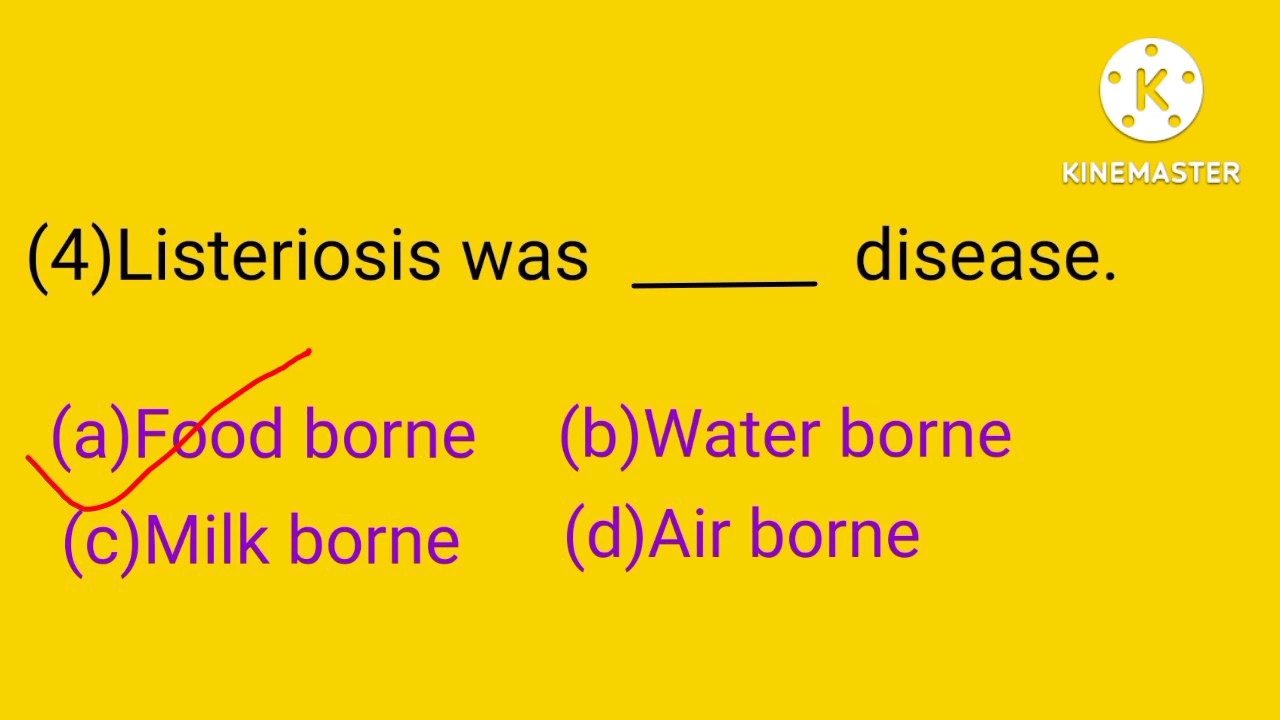 K
KINEMASTER
(4)Listeriosis was _____ disease.
(a)Food borne (b)Water borne
(c)Milk borne (d)Air borne